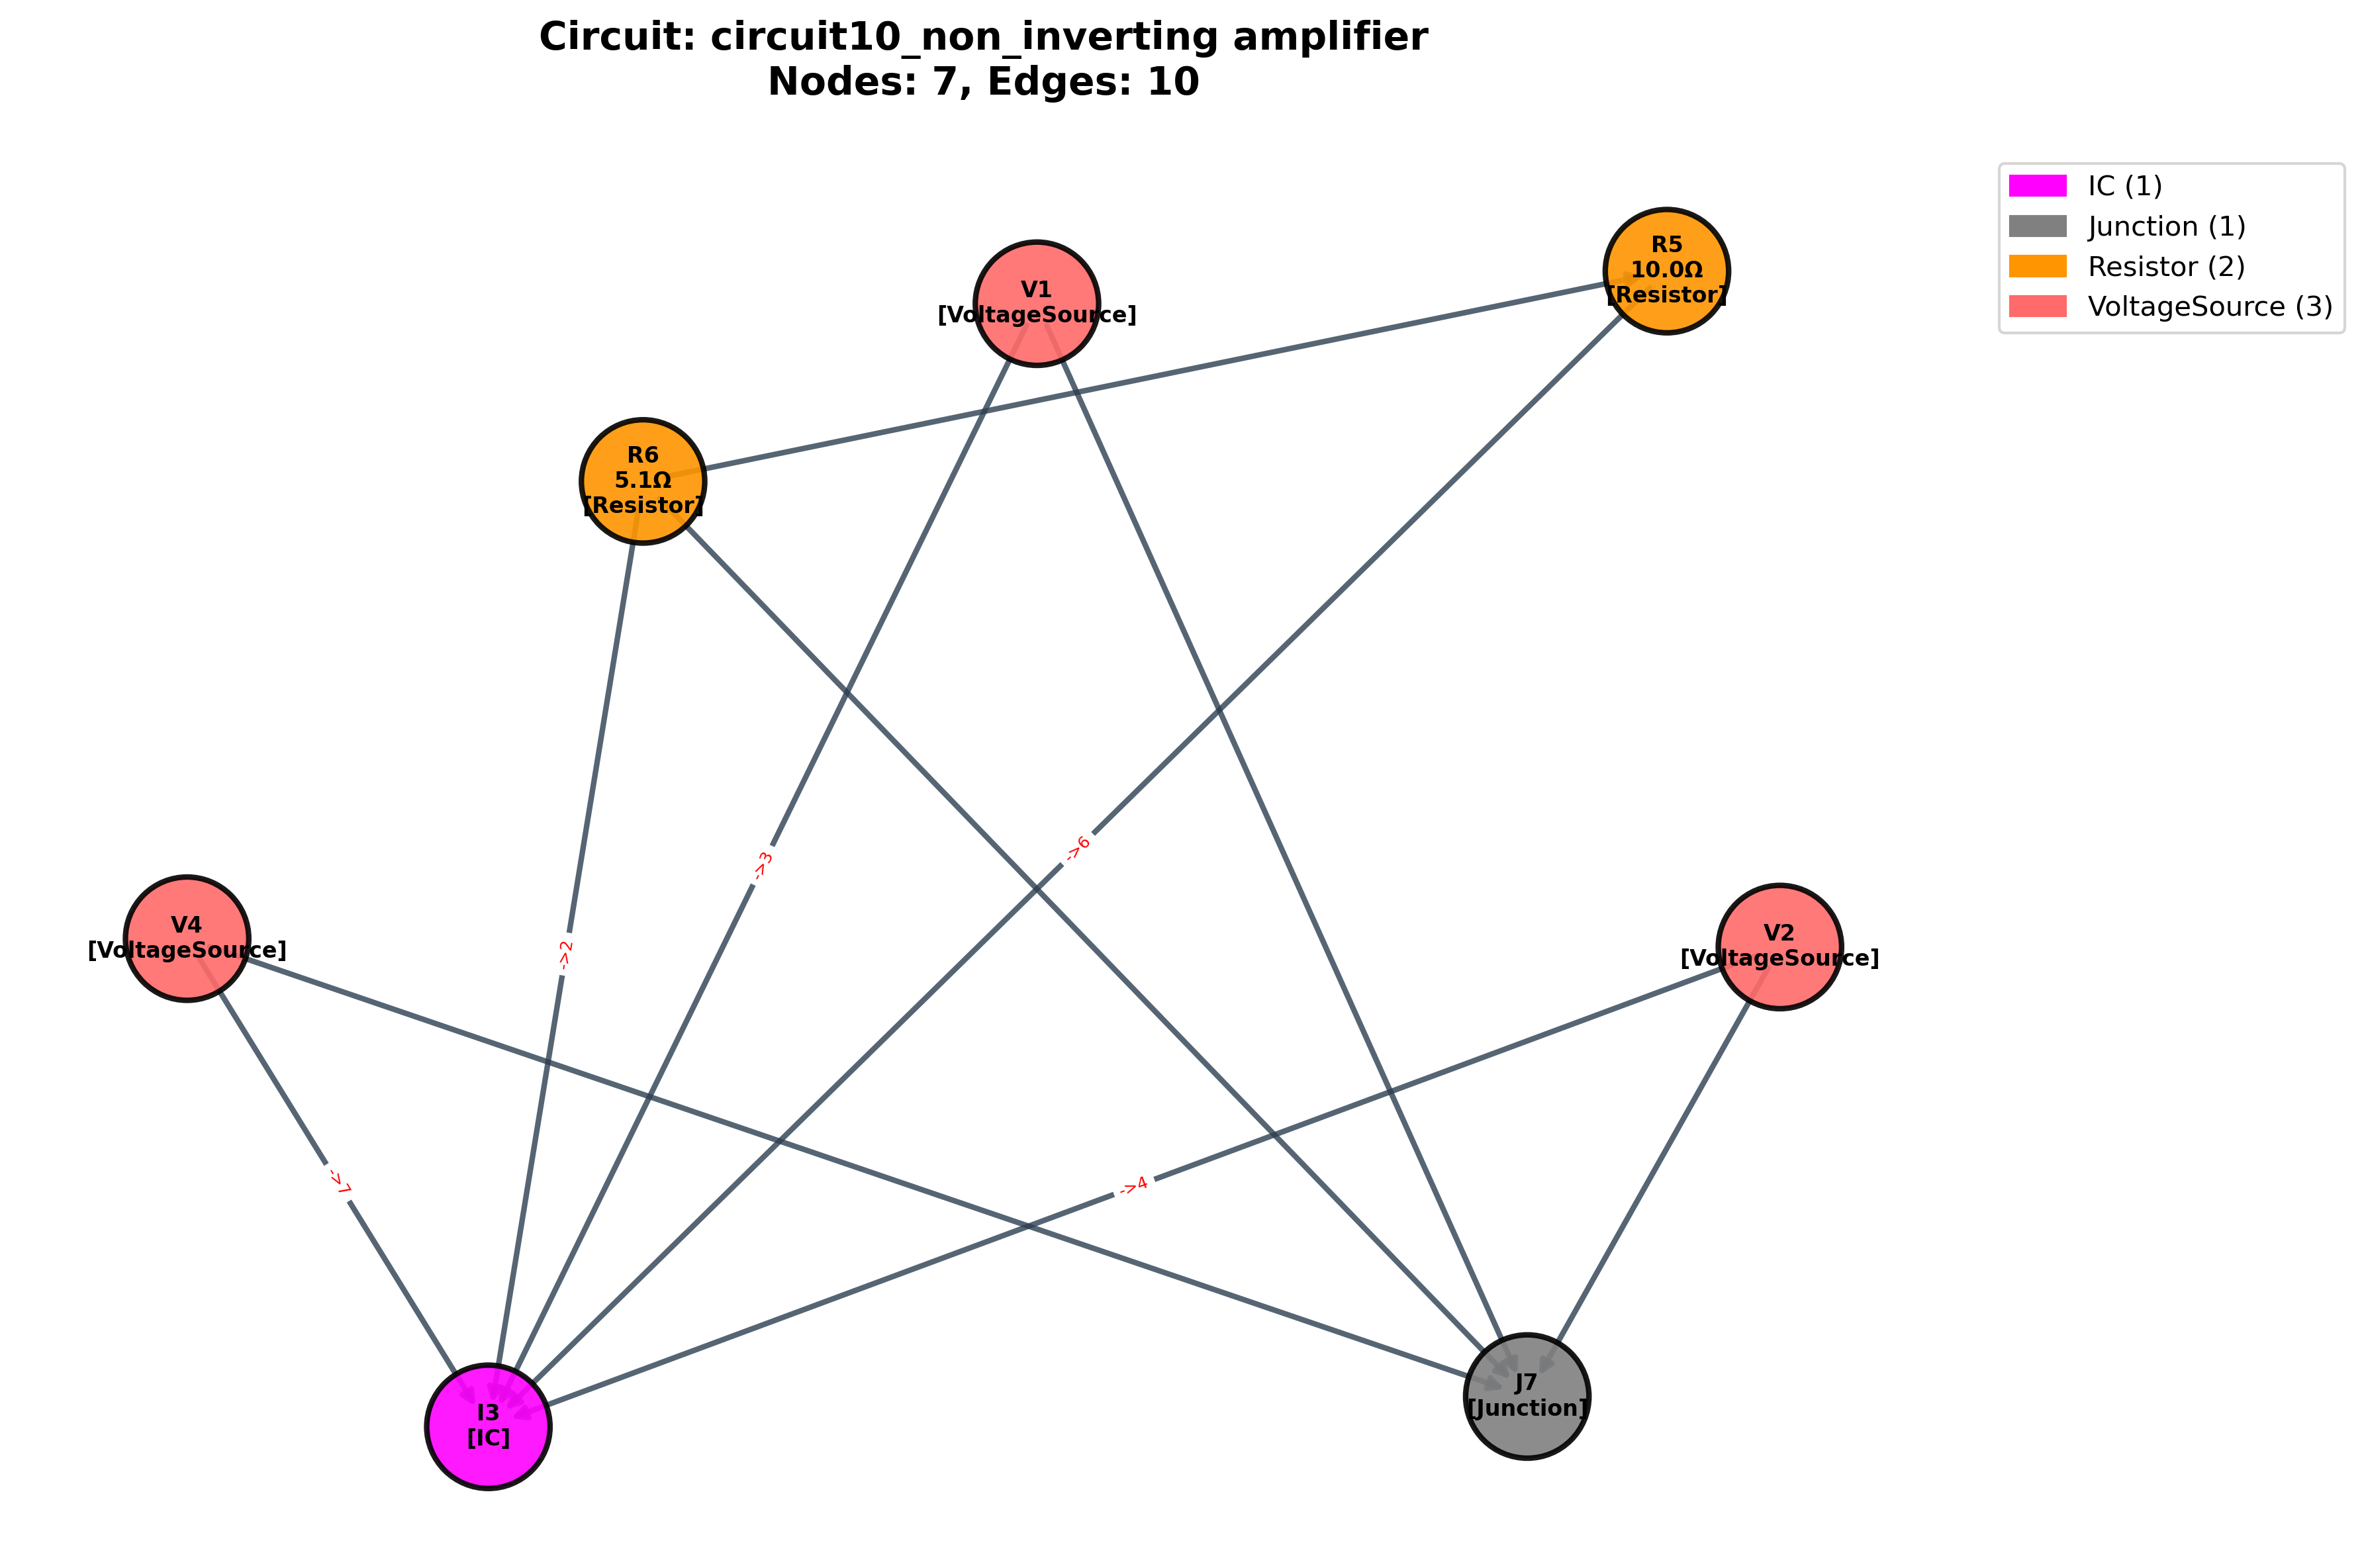 Circuit: circuit10_non_inverting amplifier
Nodes: 7, Edges: 10
IC (1)
Junction (1)
Resistor (2)
VoltageSource (3)
R5
10.0Ω
[Resistor]
V1
[VoltageSource]
R6
5.1Ω
[Resistor]
->3
->6
->2
V4
[VoltageSource]
V2
[VoltageSource]
->7
->4
J7
[Junction]
I3
[IC]